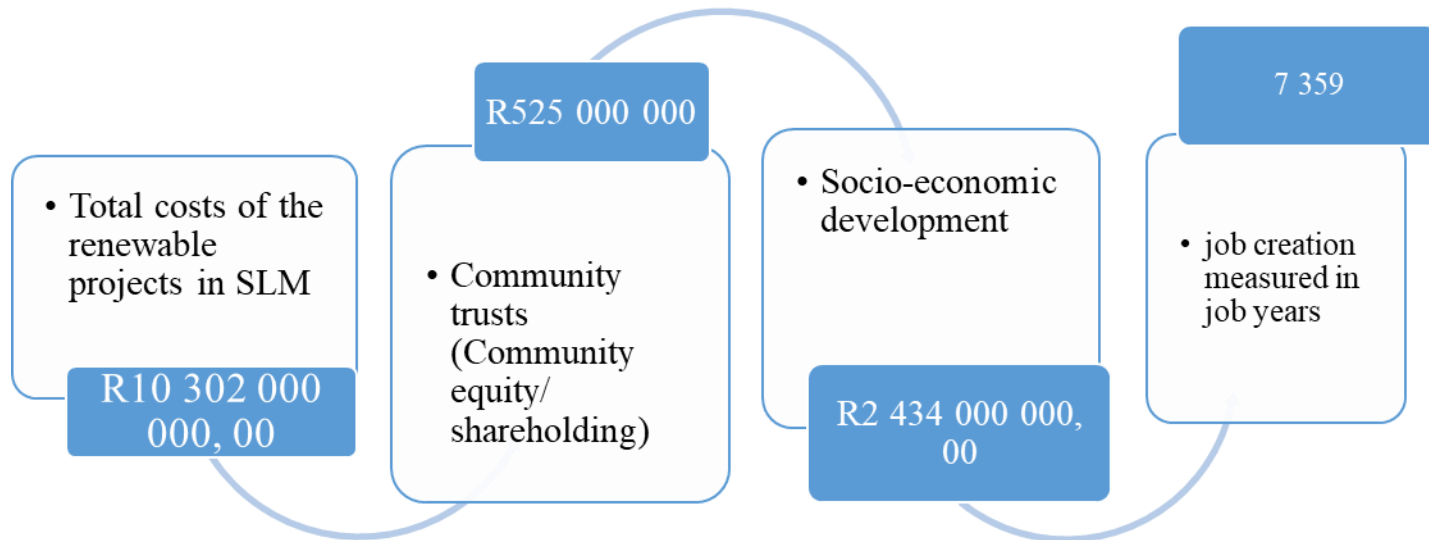 • Total costs of the
renewable
projects in SLM
R10 302 000
000, 00
R525 000 000
• Community
trusts
(Community
equity/
shareholding)
• Socio-economic
development
R2 434 000 000,
00
7 359
• job creation
measured in
job years